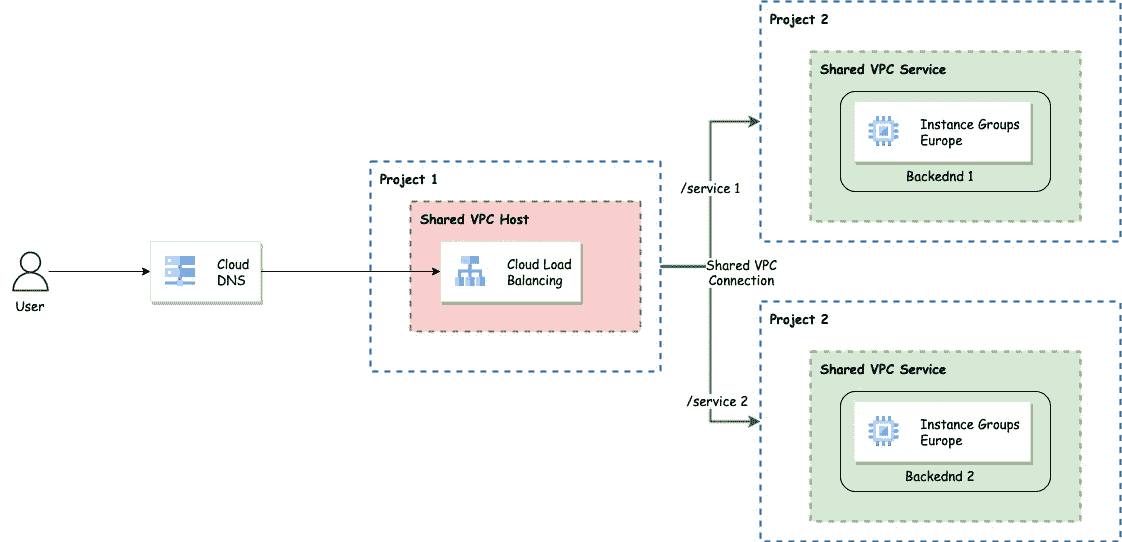 User
Cloud
DNS
Project 1
Shared VPC Host
Cloud Load
Balancing
/service 1
Shared VPC
Connection
/service 2
Project 2
Shared VPC Service
Instance Groups
Europe
Backednd 1
Project 2
Shared VPC Service
Instance Groups
Europe
Backednd 2